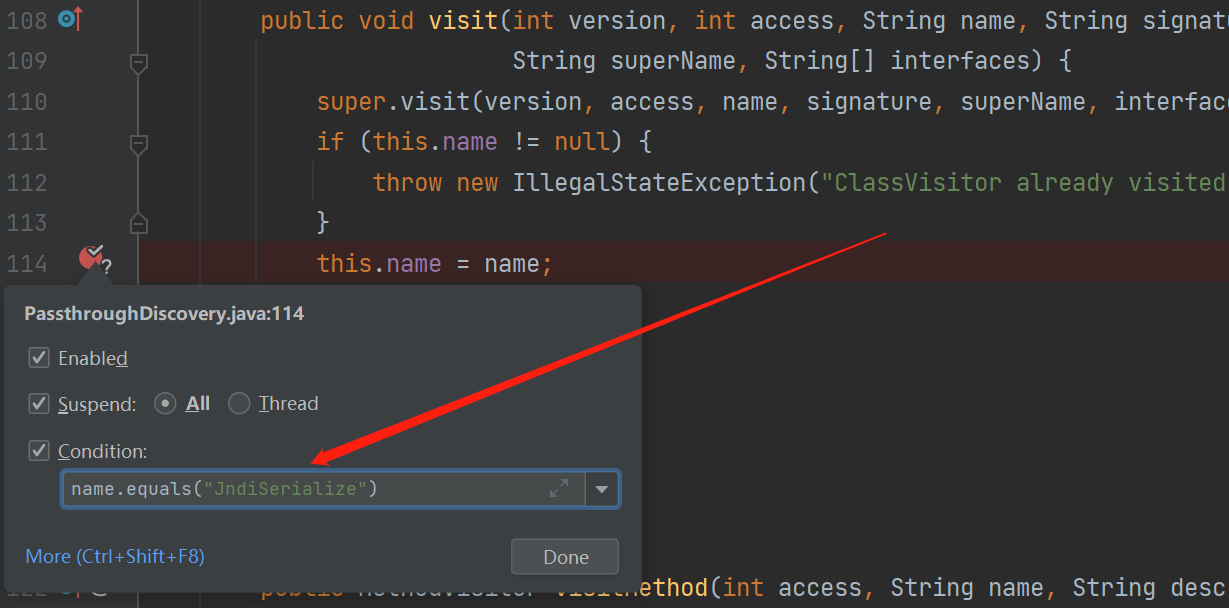 108 public void visit(int version, int access, String name, String signatu
109 String superName, String[] interfaces) {
110 super.visit(version, access, name, signature, superName, interfac
111 if (this.name != null) {
112 throw new IllegalStateException("ClassVisitor already visited
113 }
114 this.name = name;
PassthroughDiscovery.java:114
Enabled
Suspend: All Thread
Condition:
name.equals("JndiSerialize")
More (Ctrl+Shift+F8) Done
122 public MethodVisitor visitMethod(int access, String name, String desc